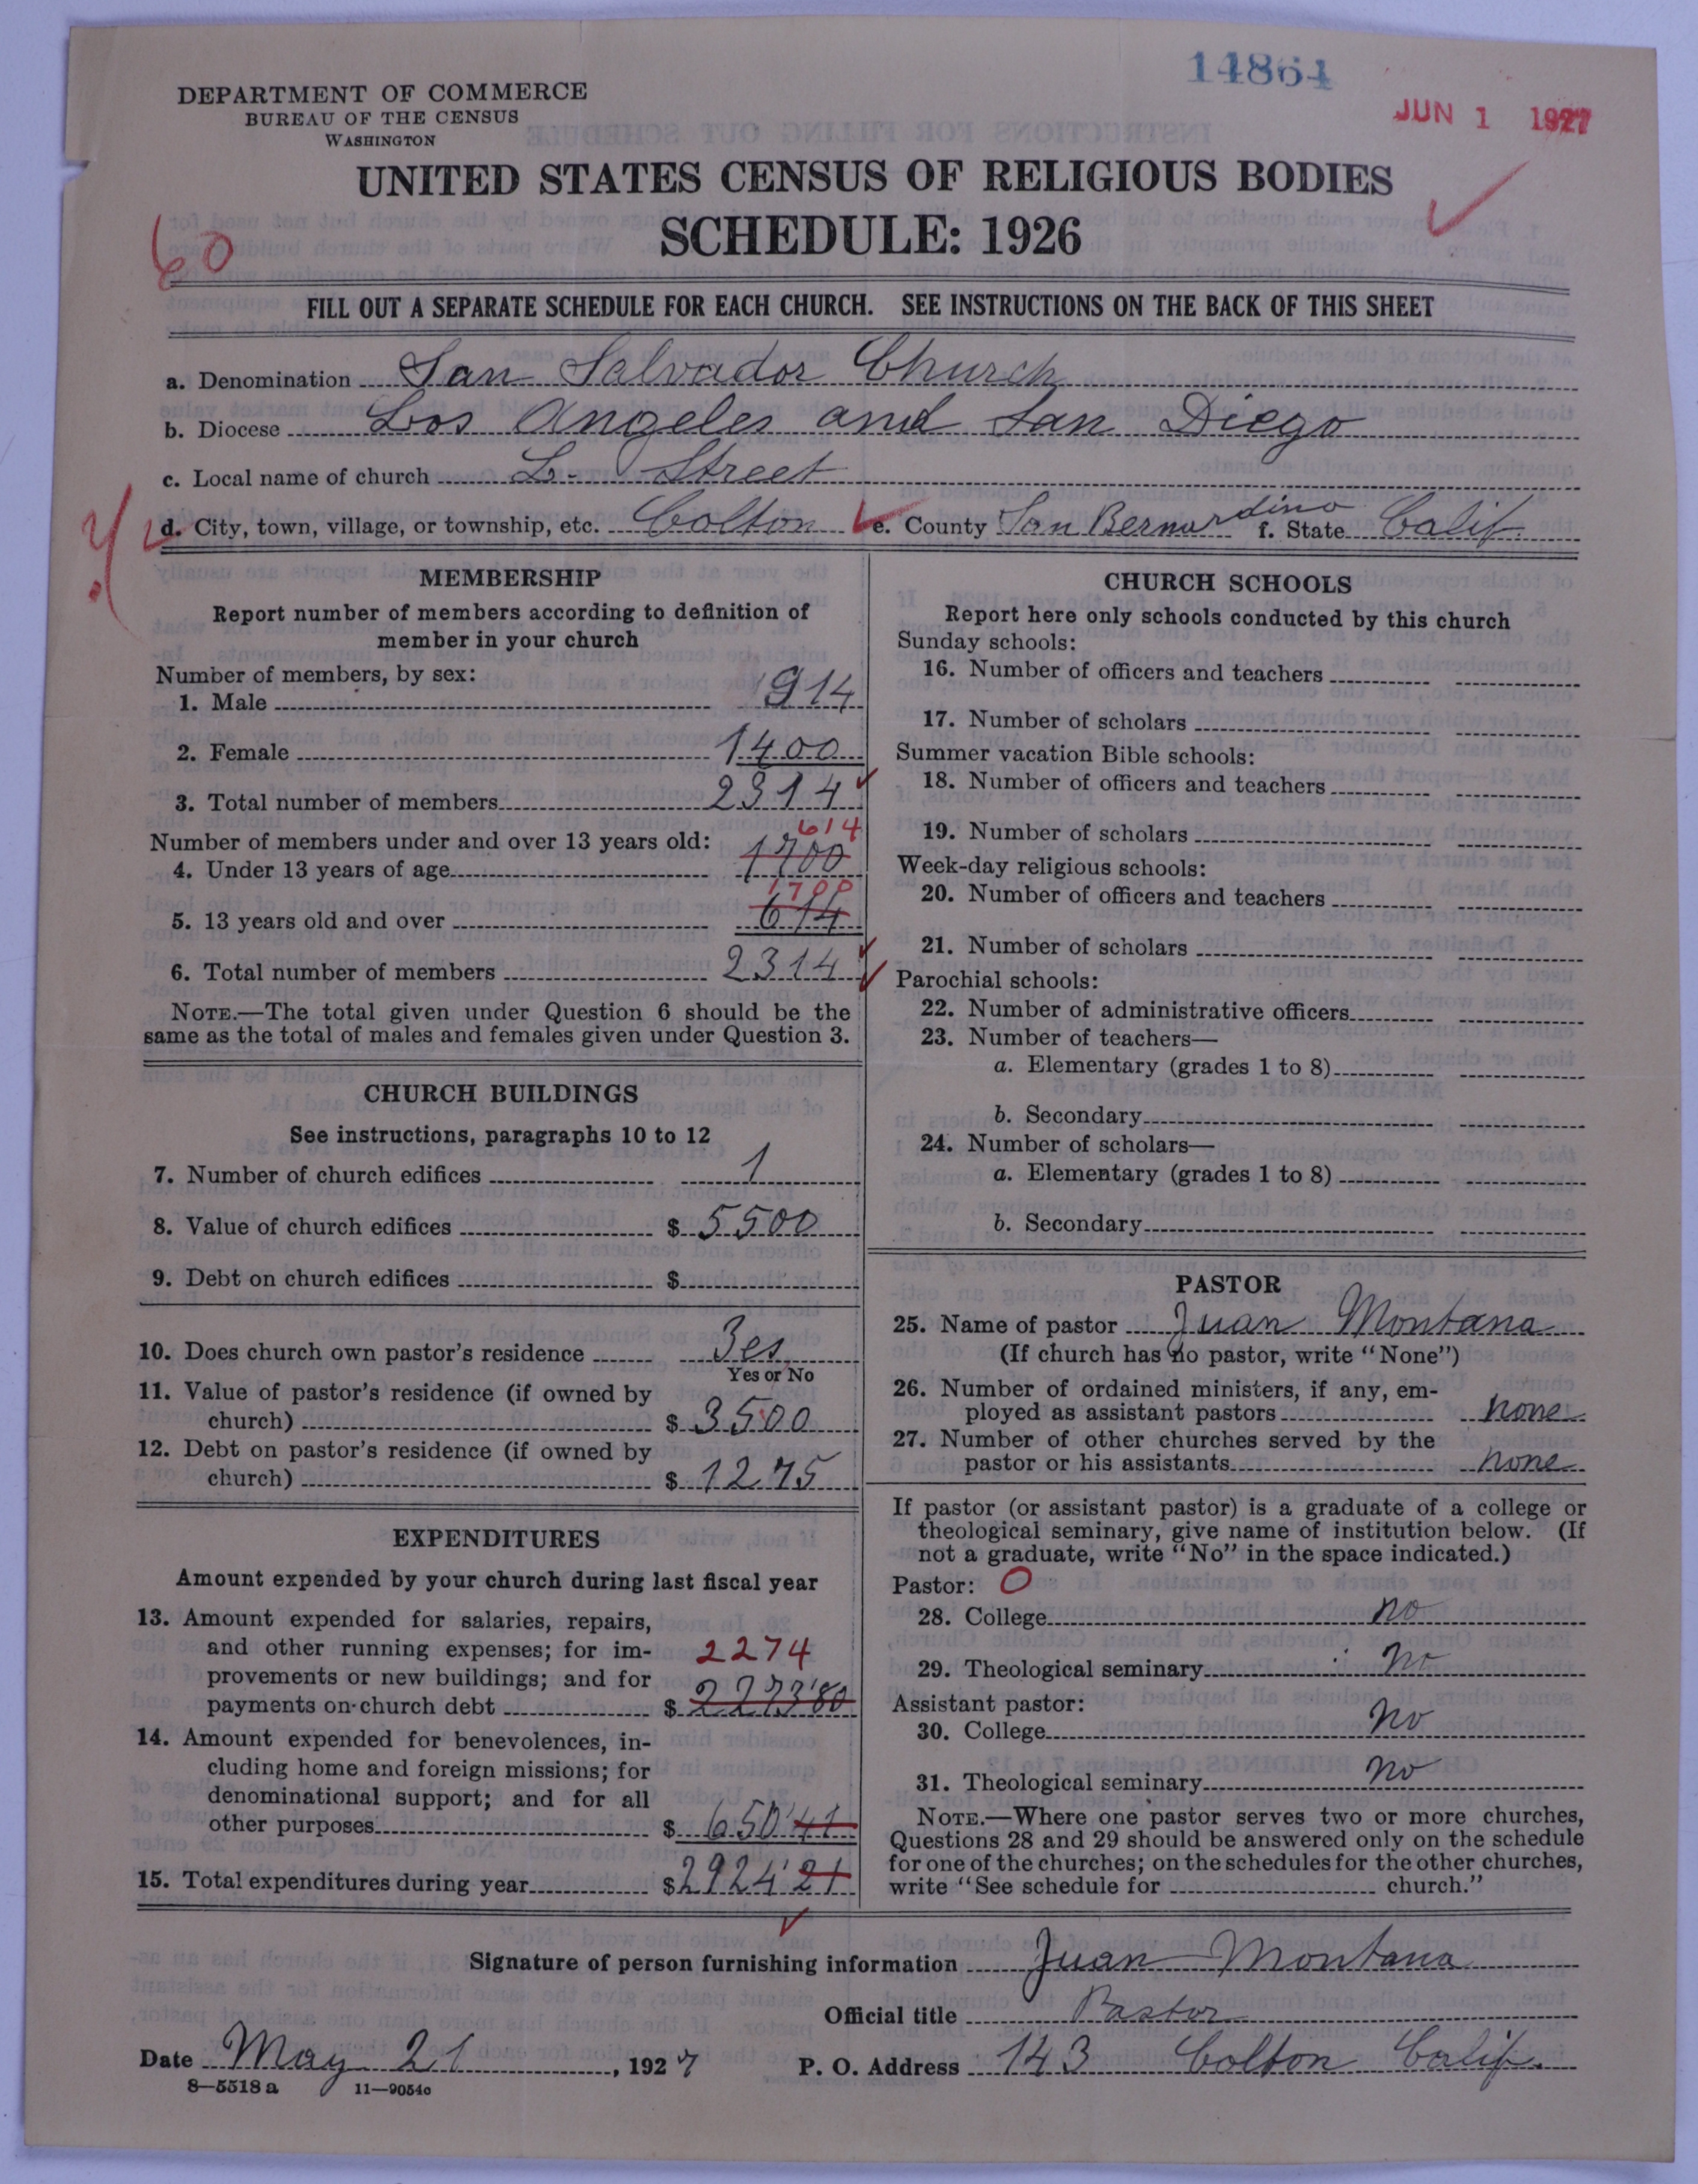 14864
JUN 1 1927
DEPARTMENT OF COMMERCE
BUREAU OF THE CENSUS
WASHINGTON
UNITED STATES CENSUS OF RELIGIOUS BODIES
SCHEDULE: 1926
60
FILL OUT A SEPARATE SCHEDULE FOR EACH CHURCH. SEE INSTRUCTIONS ON THE BACK OF THIS SHEET
a. Denomination San Salvador Church
b. Diocese Los Angeles and San Diego
c. Local name of church L- Street
d. City, town, village, or township, etc. Colton e. County San Bernardino f. State Calif.
MEMBERSHIP
Report number of members according to definition of
member in your church
Number of members, by sex:
1. Male 914
2. Female 1400
3. Total number of members 2314
614
Number of members under and over 13 years old:
4. Under 13 years of age 1700
1700
5. 13 years old and over 614
6. Total number of members 2314
NOTE.—The total given under Question 6 should be the
same as the total of males and females given under Question 3.
CHURCH BUILDINGS
See instructions, paragraphs 10 to 12
7. Number of church edifices 1
8. Value of church edifices $ 5500
9. Debt on church edifices $
10. Does church own pastor's residence Yes
Yes or No
11. Value of pastor's residence (if owned by
church) $ 3500
12. Debt on pastor's residence (if owned by
church) $ 1275
EXPENDITURES
Amount expended by your church during last fiscal year
13. Amount expended for salaries, repairs,
and other running expenses; for im- 2274
provements or new buildings; and for
payments on church debt $ 2273'80
14. Amount expended for benevolences, in-
cluding home and foreign missions; for
denominational support; and for all
other purposes $ 650'41
15. Total expenditures during year $ 2924'21
CHURCH SCHOOLS
Report here only schools conducted by this church
Sunday schools:
16. Number of officers and teachers
17. Number of scholars
Summer vacation Bible schools:
18. Number of officers and teachers
19. Number of scholars
Week-day religious schools:
20. Number of officers and teachers
21. Number of scholars
Parochial schools:
22. Number of administrative officers
23. Number of teachers—
a. Elementary (grades 1 to 8)
b. Secondary
24. Number of scholars—
a. Elementary (grades 1 to 8)
b. Secondary
PASTOR
25. Name of pastor Juan Montana
(If church has no pastor, write "None")
26. Number of ordained ministers, if any, em-
ployed as assistant pastors none
27. Number of other churches served by the
pastor or his assistants none
If pastor (or assistant pastor) is a graduate of a college or
theological seminary, give name of institution below. (If
not a graduate, write "No" in the space indicated.)
Pastor: O
28. College no
29. Theological seminary no
Assistant pastor:
30. College no
31. Theological seminary no
NOTE.—Where one pastor serves two or more churches,
Questions 28 and 29 should be answered only on the schedule
for one of the churches; on the schedules for the other churches,
write "See schedule for church."
Signature of person furnishing information Juan Montana
Official title Pastor
Date May 21, 1927 P. O. Address 143 Colton Calif.
8—5518 a 11—9054c